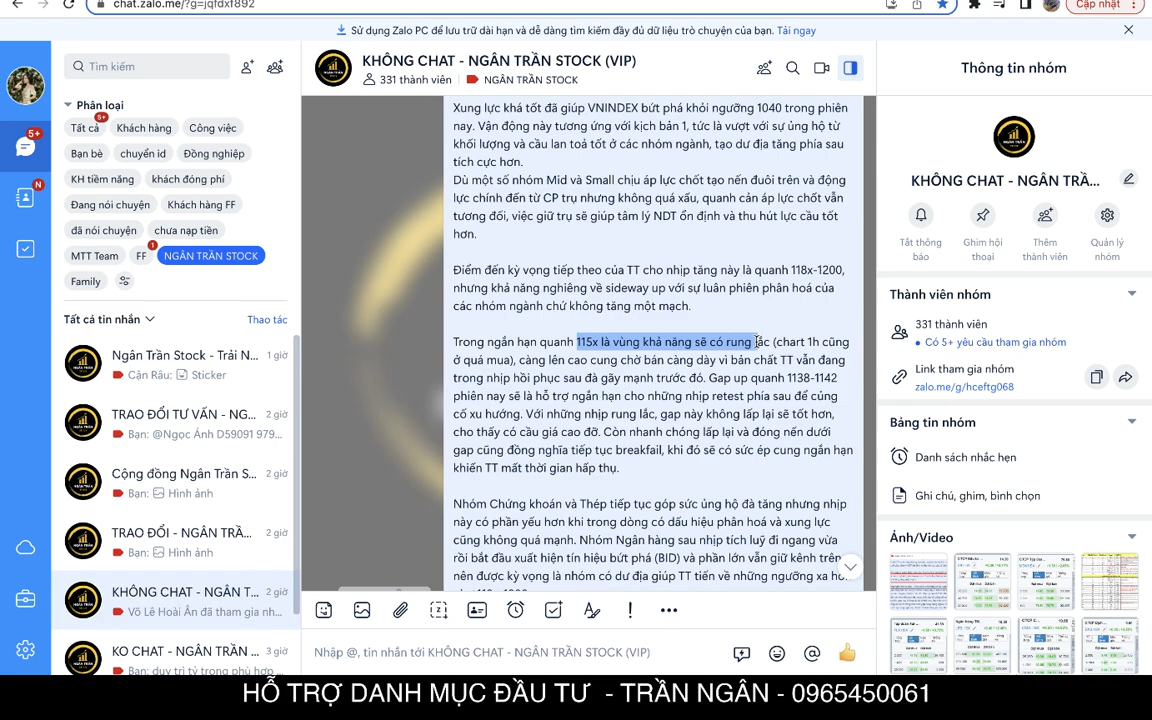 chat.zalo.me/?g=jqfdxf892
Cập nhật
Sử dụng Zalo PC để lưu trữ dài hạn và dễ dàng tìm kiếm đầy đủ dữ liệu trò chuyện của bạn. Tải ngay
Tìm kiếm
Phân loại
Tất cả 5+
Khách hàng
Công việc
Bạn bè
chuyển id
Đồng nghiệp
KH tiềm năng
khách đóng phí
Đang nói chuyện
Khách hàng FF
đã nói chuyện
chưa nạp tiền
MTT Team
FF 1
NGÂN TRẦN STOCK
Family
Tất cả tin nhắn
Thao tác
5+
N
Ngân Trần Stock - Trải N...
Cận Râu: Sticker
TRAO ĐỔI TƯ VẤN - NG... 2 giờ
Bạn: @Ngọc Ánh D59091 979...
Cộng đồng Ngân Trần S... 2 giờ
Bạn: Hình ảnh
TRAO ĐỔI - NGÂN TRẦ... 2 giờ
Bạn: Hình ảnh
KHÔNG CHAT - NGÂN T... 2 giờ
Võ Lê Hoài Ân đã tham gia nh...
KO CHAT - NGÂN TRẦN ... 3 giờ
Bạn: duy trì tỷ trọng phù hợp...
KHÔNG CHAT - NGÂN TRẦN STOCK (VIP)
331 thành viên
NGÂN TRẦN STOCK
Xung lực khá tốt đã giúp VNINDEX bứt phá khỏi ngưỡng 1040 trong phiên
nay. Vận động này tương ứng với kịch bản 1, tức là vượt với sự ủng hộ từ
khối lượng và cầu lan toả tốt ở các nhóm ngành, tạo dư địa tăng phía sau
tích cực hơn.
Dù một số nhóm Mid và Small chịu áp lực chốt tạo nến đuôi trên và động
lực chính đến từ CP trụ nhưng không quá xấu, quanh cản áp lực chốt vẫn
tương đối, việc giữ trụ sẽ giúp tâm lý NDT ổn định và thu hút lực cầu tốt
hơn.
Điểm đến kỳ vọng tiếp theo của TT cho nhịp tăng này là quanh 118x-1200,
nhưng khả năng nghiêng về sideway up với sự luân phiên phân hoá của
các nhóm ngành chứ không tăng một mạch.
Trong ngắn hạn quanh 115x là vùng khả năng sẽ có rung lắc (chart 1h cũng
ở quá mua), càng lên cao cung chờ bán càng dày vì bản chất TT vẫn đang
trong nhịp hồi phục sau đà gãy mạnh trước đó. Gap up quanh 1138-1142
phiên nay sẽ là hỗ trợ ngắn hạn cho những nhịp retest phía sau để củng
cố xu hướng. Với những nhịp rung lắc, gap này không lấp lại sẽ tốt hơn,
cho thấy có cầu giá cao đỡ. Còn nhanh chóng lấp lại và đóng nến dưới
gap cũng đồng nghĩa tiếp tục breakfail, khi đó sẽ có sức ép cung ngắn hạn
khiến TT mất thời gian hấp thụ.
Nhóm Chứng khoán và Thép tiếp tục góp sức ủng hộ đà tăng nhưng nhịp
này có phần yếu hơn khi trong dòng có dấu hiệu phân hoá và xung lực
cũng không quá mạnh. Nhóm Ngân hàng sau nhịp tích luỹ đi ngang vừa
rồi bắt đầu xuất hiện tín hiệu bứt phá (BID) và phần lớn vẫn giữ kênh trên
nên được kỳ vọng là nhóm có dư địa giúp TT tiến về những ngưỡng xa hơn
Nhập @, tin nhắn tới KHÔNG CHAT - NGÂN TRẦN STOCK (VIP)
Thông tin nhóm
KHÔNG CHAT - NGÂN TRẦ...
Tắt thông báo
Ghim hội thoại
Thêm thành viên
Quản lý nhóm
Thành viên nhóm
331 thành viên
Có 5+ yêu cầu tham gia nhóm
Link tham gia nhóm
zalo.me/g/hceftg068
Bảng tin nhóm
Danh sách nhắc hẹn
Ghi chú, ghim, bình chọn
Ảnh/Video
HỖ TRỢ DANH MỤC ĐẦU TƯ - TRẦN NGÂN - 0965450061